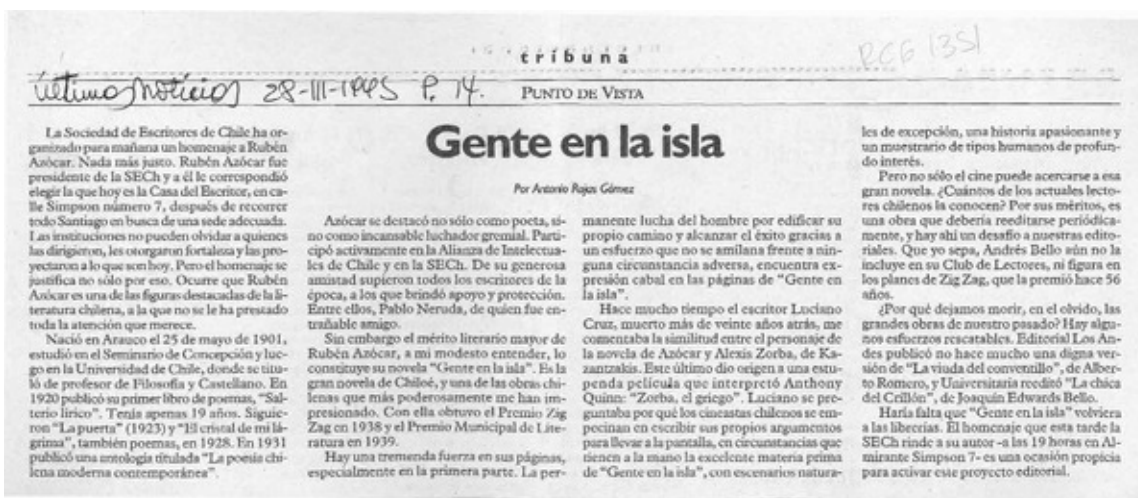 tribuna
RCG 1351
últimas Noticias 28-III-1995 P. 14.
PUNTO DE VISTA
Gente en la isla
Por Antonio Rojas Gómez
La Sociedad de Escritores de Chile ha or-
ganizado para mañana un homenaje a Rubén
Azócar. Nada más justo. Rubén Azócar fue
presidente de la SECh y a él le correspondió
elegir la que hoy es la Casa del Escritor, en ca-
lle Simpson número 7, después de recorrer
todo Santiago en busca de una sede adecuada.
Las instituciones no pueden olvidar a quienes
las dirigieron, les otorgaron fortaleza y las pro-
yectaron a lo que son hoy. Pero el homenaje se
justifica no sólo por eso. Ocurre que Rubén
Azócar es una de las figuras destacadas de la li-
teratura chilena, a la que no se le ha prestado
toda la atención que merece.
Nació en Arauco el 25 de mayo de 1901,
estudió en el Seminario de Concepción y lue-
go en la Universidad de Chile, donde se titu-
ló de profesor de Filosofía y Castellano. En
1920 publicó su primer libro de poemas, "Sal-
terio lírico". Tenía apenas 19 años. Siguie-
ron "La puerta" (1923) y "El cristal de mi lá-
grima", también poemas, en 1928. En 1931
publicó una antología titulada "La poesía chi-
lena moderna contemporánea".
Azócar se destacó no sólo como poeta, si-
no como incansable luchador gremial. Parti-
cipó activamente en la Alianza de Intelectua-
les de Chile y en la SECh. De su generosa
amistad supieron todos los escritores de la
época, a los que brindó apoyo y protección.
Entre ellos, Pablo Neruda, de quien fue en-
trañable amigo.
Sin embargo el mérito literario mayor de
Rubén Azócar, a mi modesto entender, lo
constituye su novela "Gente en la isla". Es la
gran novela de Chiloé, y una de las obras chi-
lenas que más poderosamente me han im-
presionado. Con ella obtuvo el Premio Zig
Zag en 1938 y el Premio Municipal de Lite-
ratura en 1939.
Hay una tremenda fuerza en sus páginas,
especialmente en la primera parte. La per-
manente lucha del hombre por edificar su
propio camino y alcanzar el éxito gracias a
un esfuerzo que no se amilana frente a nin-
guna circunstancia adversa, encuentra ex-
presión cabal en las páginas de "Gente en
la isla".
Hace mucho tiempo el escritor Luciano
Cruz, muerto más de veinte años atrás, me
comentaba la similitud entre el personaje de
la novela de Azócar y Alexis Zorba, de Ka-
zantzakis. Este último dio origen a una estu-
penda película que interpretó Anthony
Quinn: "Zorba, el griego". Luciano se pre-
guntaba por qué los cineastas chilenos se em-
pecinan en escribir sus propios argumentos
para llevar a la pantalla, en circunstancias que
tienen a la mano la excelente materia prima
de "Gente en la isla", con escenarios natura-
les de excepción, una historia apasionante y
un muestrario de tipos humanos de profun-
do interés.
Pero no sólo el cine puede acercarse a esa
gran novela. ¿Cuántos de los actuales lecto-
res chilenos la conocen? Por sus méritos, es
una obra que debería reeditarse periódica-
mente, y hay ahí un desafío a nuestras edito-
riales. Que yo sepa, Andrés Bello aún no la
incluye en su Club de Lectores, ni figura en
los planes de Zig Zag, que la premió hace 56
años.
¿Por qué dejamos morir, en el olvido, las
grandes obras de nuestro pasado? Hay algu-
nos esfuerzos rescatables. Editorial Los An-
des publicó no hace mucho una digna ver-
sión de "La viuda del conventillo", de Alber-
to Romero, y Universitaria reeditó "La chica
del Crillón", de Joaquín Edwards Bello.
Haría falta que "Gente en la isla" volviera
a las librerías. El homenaje que esta tarde la
SECh rinde a su autor -a las 19 horas en Al-
mirante Simpson 7- es una ocasión propicia
para activar este proyecto editorial.